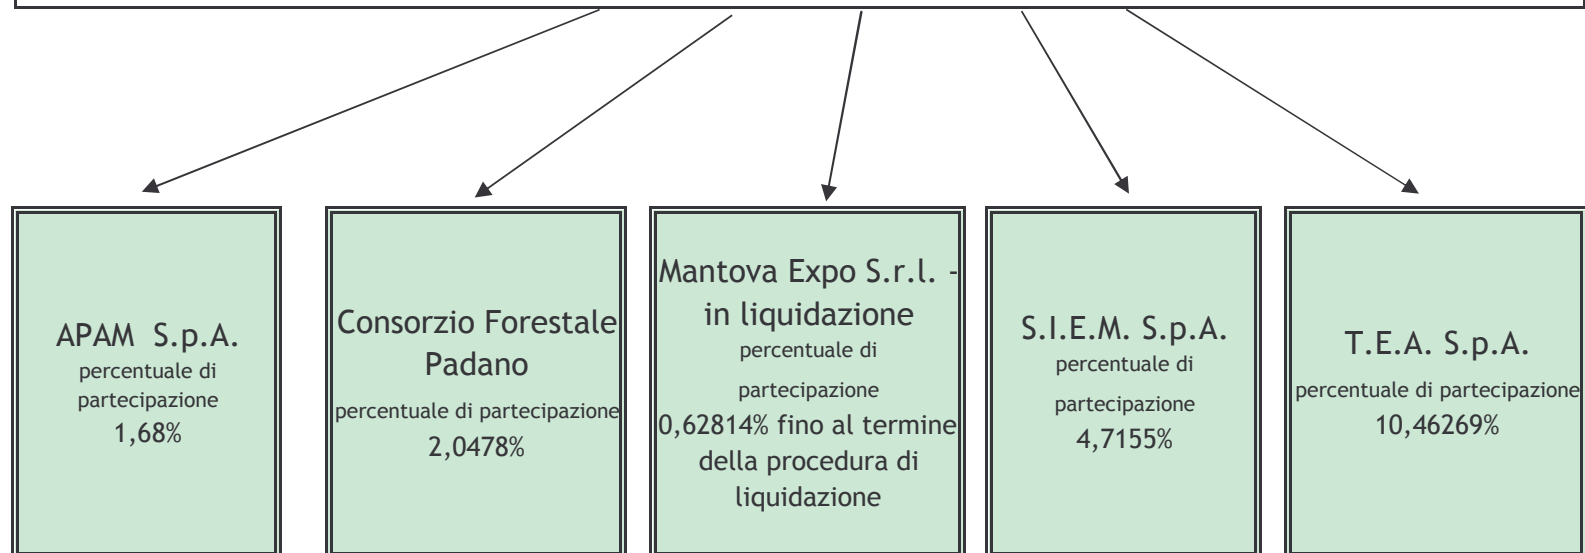 APAM S.p.A.
percentuale di
partecipazione
1,68%
Consorzio Forestale
Padano
percentuale di partecipazione
2,0478%
Mantova Expo S.r.l. -
in liquidazione
percentuale di
partecipazione
0,62814% fino al termine
della procedura di
liquidazione
S.I.E.M. S.p.A.
percentuale di
partecipazione
4,7155%
T.E.A. S.p.A.
percentuale di partecipazione
10,46269%